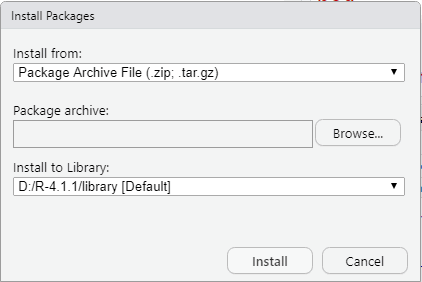 Install Packages
Install from:
Package Archive File (.zip; .tar.gz)
Package archive:
Browse...
Install to Library:
D:/R-4.1.1/library [Default]
Install
Cancel